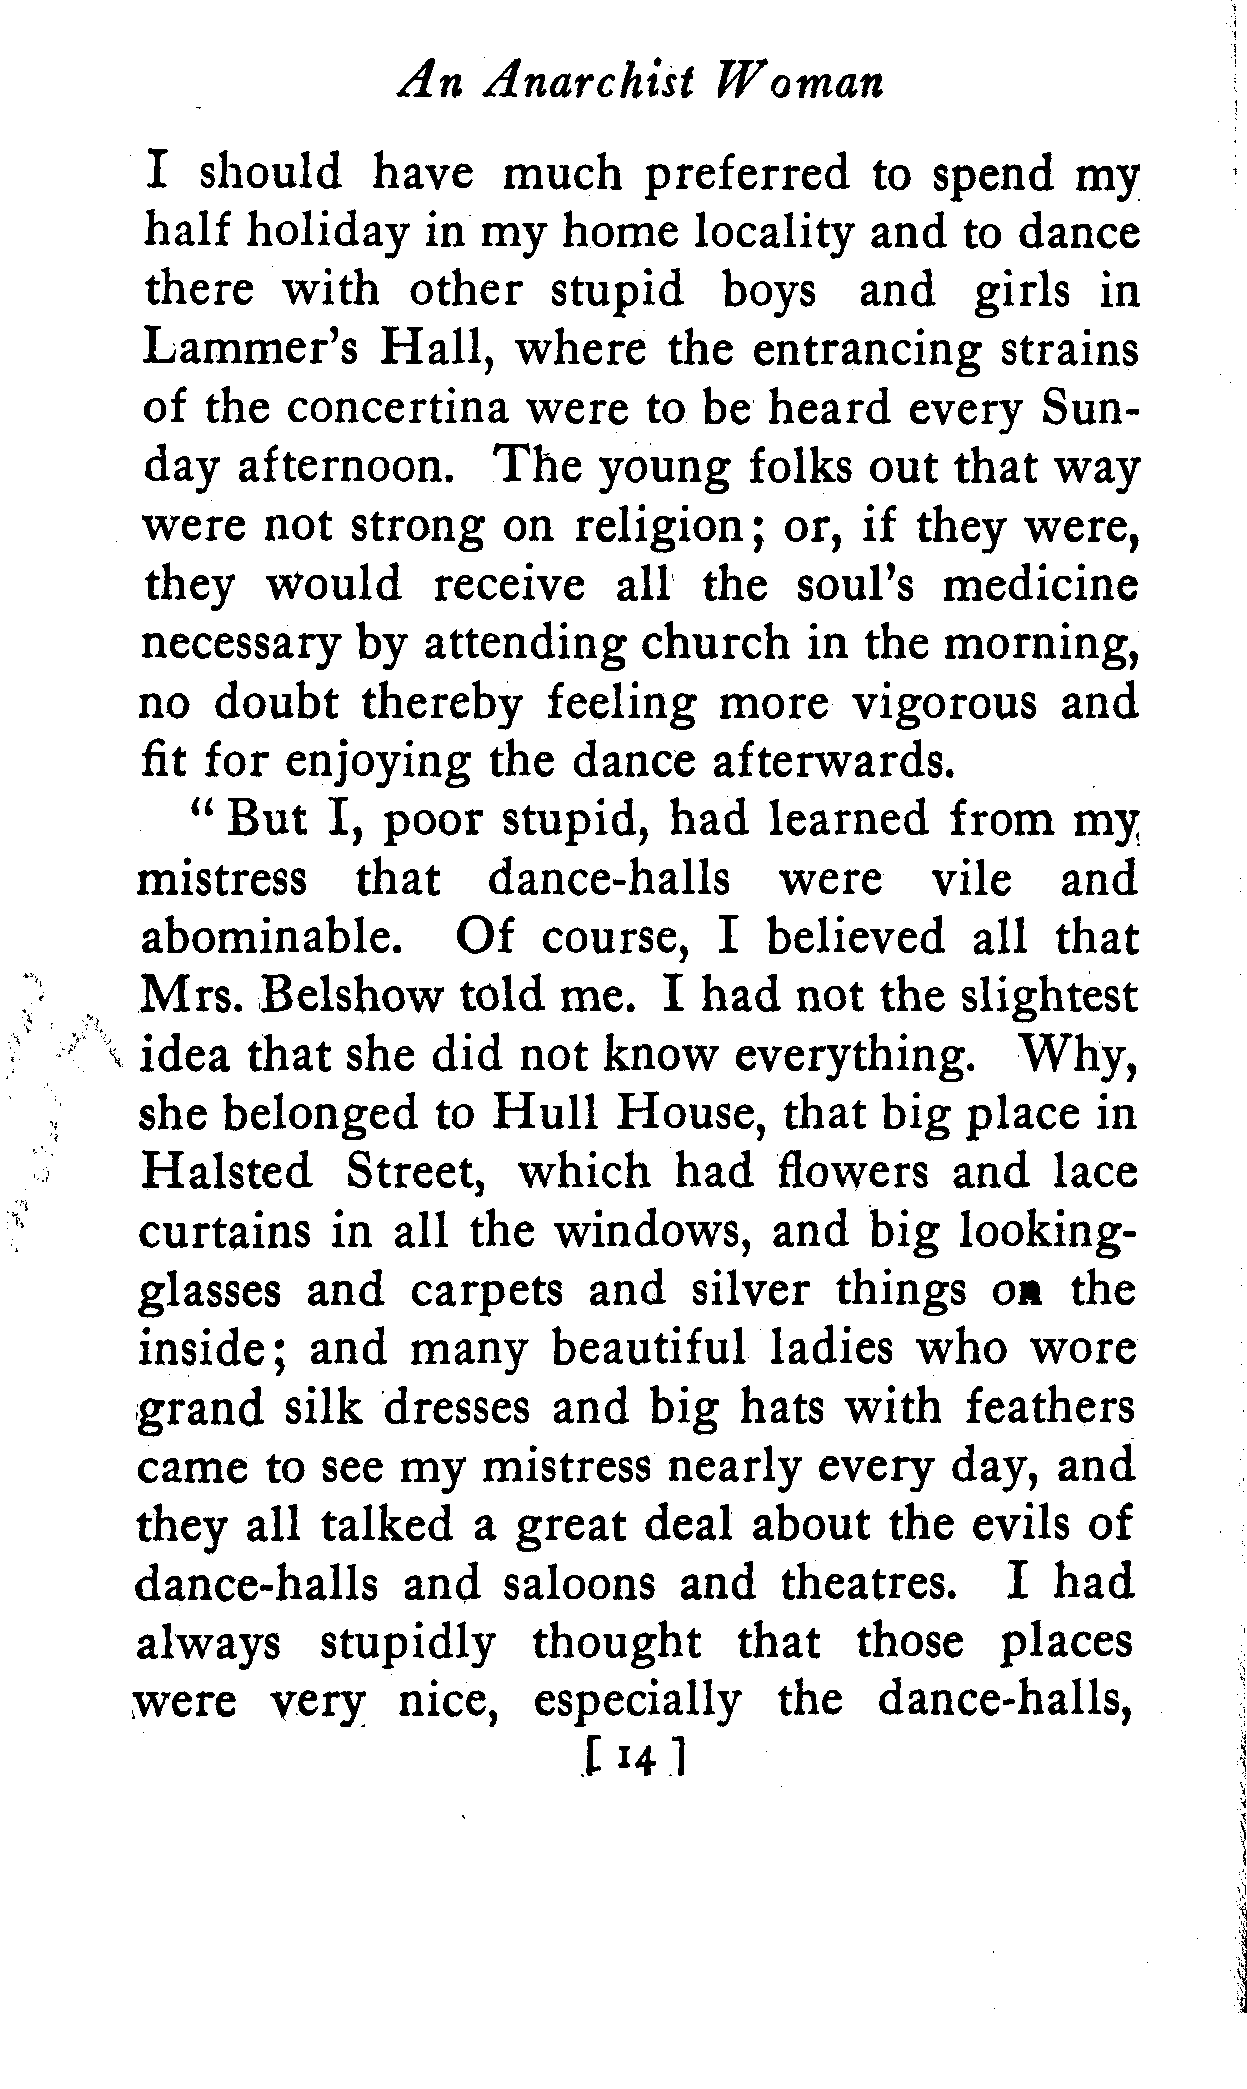 An Anarchist Woman
I should have much preferred to spend my
half holiday in my home locality and to dance
there with other stupid boys and girls in
Lammer's Hall, where the entrancing strains
of the concertina were to be heard every Sun-
day afternoon. The young folks out that way
were not strong on religion; or, if they were,
they would receive all the soul's medicine
necessary by attending church in the morning,
no doubt thereby feeling more vigorous and
fit for enjoying the dance afterwards.
"But I, poor stupid, had learned from my
mistress that dance-halls were vile and
abominable. Of course, I believed all that
Mrs. Belshow told me. I had not the slightest
idea that she did not know everything. Why,
she belonged to Hull House, that big place in
Halsted Street, which had flowers and lace
curtains in all the windows, and big looking-
glasses and carpets and silver things on the
inside; and many beautiful ladies who wore
grand silk dresses and big hats with feathers
came to see my mistress nearly every day, and
they all talked a great deal about the evils of
dance-halls and saloons and theatres. I had
always stupidly thought that those places
were very nice, especially the dance-halls,
[ 14 ]